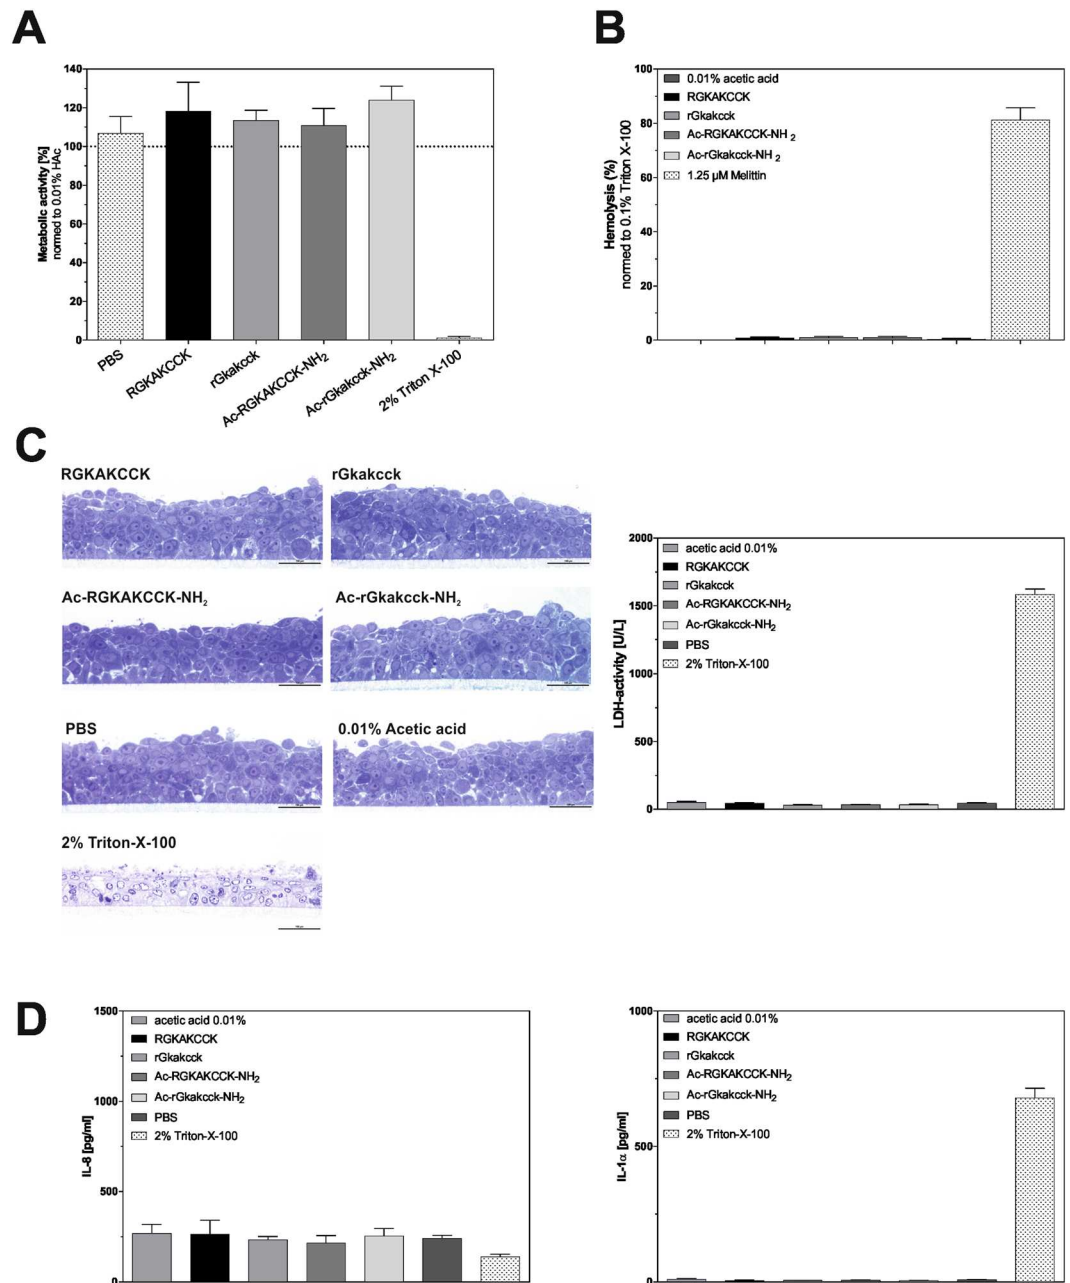 A
Metabolic activity [%]
normed to 0.01% HAc
140
120
100
80
60
40
20
0
PBS
RGKAKCCK
rGkakcck
Ac-RGKAKCCK-NH2
Ac-rGkakcck-NH2
2% Triton X-100
B
Hemolysis (%)
normed to 0.1% Triton X-100
100
80
60
40
20
0
0.01% acetic acid
RGKAKCCK
rGkakcck
Ac-RGKAKCCK-NH 2
Ac-rGkakcck-NH 2
1.25 µM Melittin
C
RGKAKCCK
rGkakcck
Ac-RGKAKCCK-NH2
Ac-rGkakcck-NH2
PBS
0.01% Acetic acid
2% Triton-X-100
LDH-activity [U/L]
2000
1500
1000
500
0
acetic acid 0.01%
RGKAKCCK
rGkakcck
Ac-RGKAKCCK-NH2
Ac-rGkakcck-NH2
PBS
2% Triton-X-100
D
IL-8 [pg/ml]
1500
1000
500
0
acetic acid 0.01%
RGKAKCCK
rGkakcck
Ac-RGKAKCCK-NH2
Ac-rGkakcck-NH2
PBS
2% Triton-X-100
IL-1α [pg/ml]
1000
500
0
acetic acid 0.01%
RGKAKCCK
rGkakcck
Ac-RGKAKCCK-NH2
Ac-rGkakcck-NH2
PBS
2% Triton-X-100